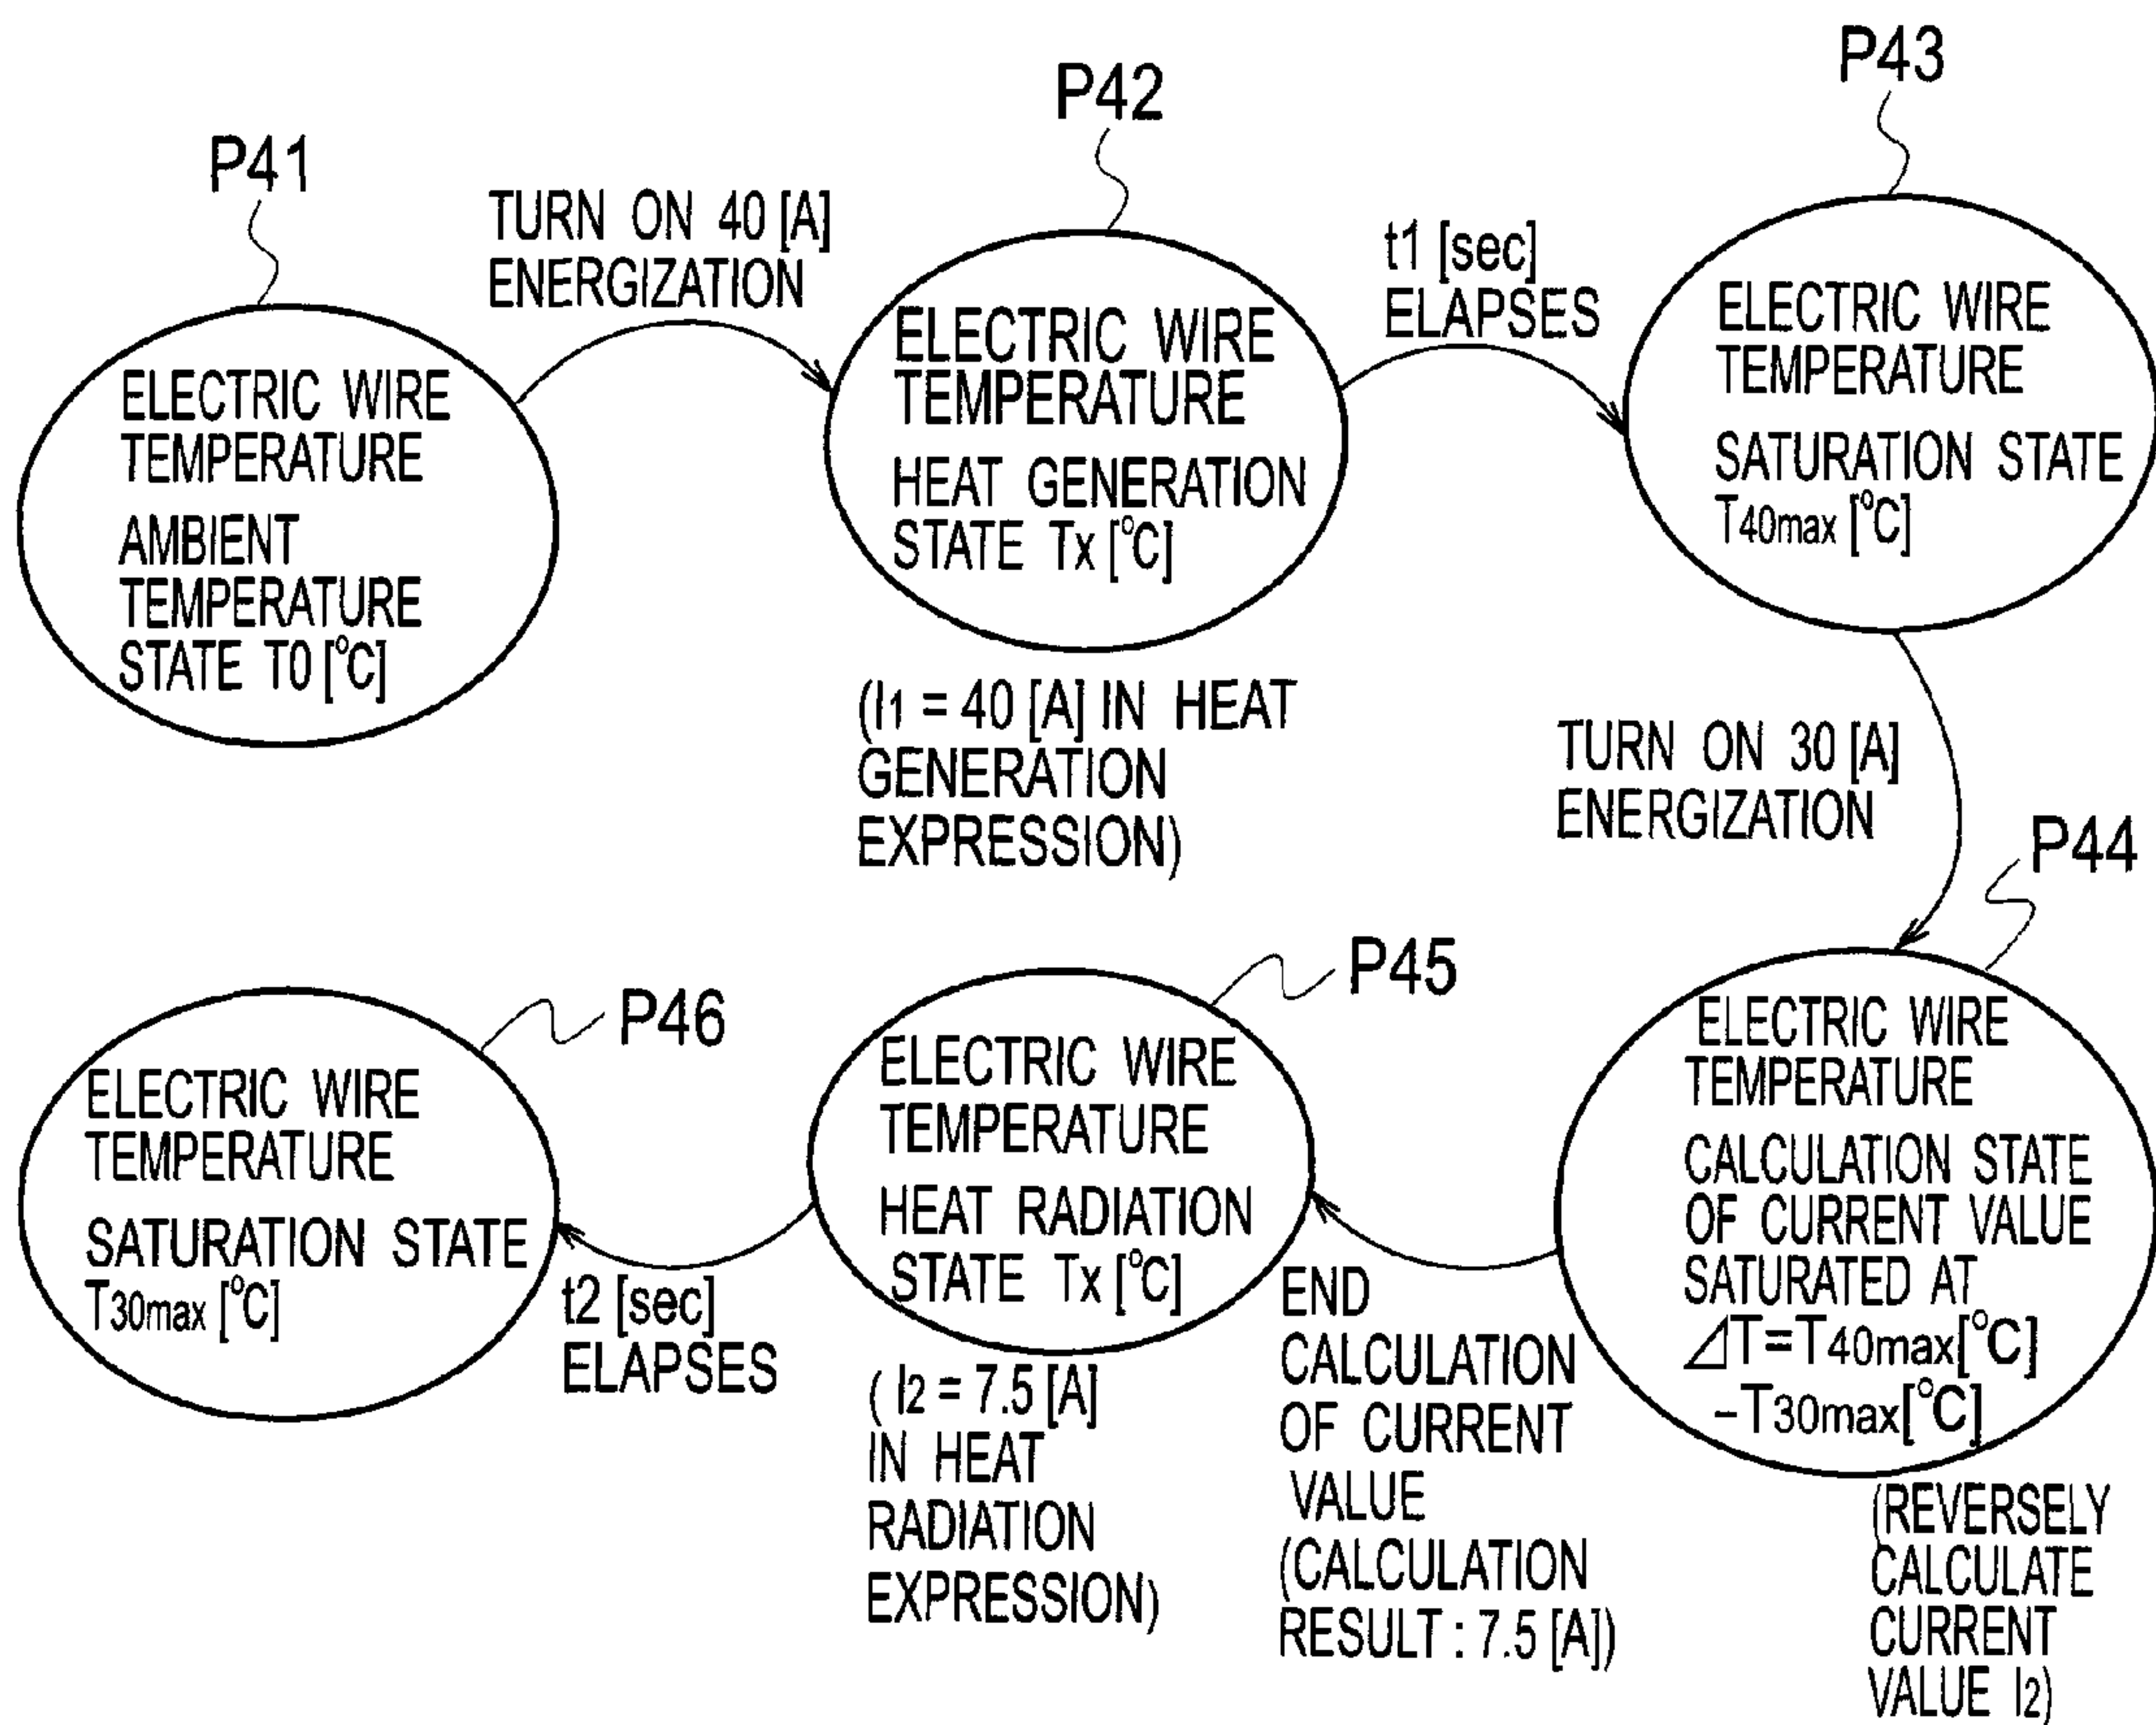 P41
TURN ON 40 [A]
ENERGIZATION
P42
t1 [sec]
ELAPSES
P43
ELECTRIC WIRE
TEMPERATURE
AMBIENT
TEMPERATURE
STATE T0 [°C]
ELECTRIC WIRE
TEMPERATURE
HEAT GENERATION
STATE Tx [°C]
(I1 = 40 [A] IN HEAT
GENERATION
EXPRESSION)
ELECTRIC WIRE
TEMPERATURE
SATURATION STATE
T40max [°C]
TURN ON 30 [A]
ENERGIZATION
P44
ELECTRIC WIRE
TEMPERATURE
CALCULATION STATE
OF CURRENT VALUE
SATURATED AT
⊿T=T40max[°C]
-T30max[°C]
(REVERSELY
CALCULATE
CURRENT
VALUE I2)
END
CALCULATION
OF CURRENT
VALUE
(CALCULATION
RESULT : 7.5 [A])
P45
ELECTRIC WIRE
TEMPERATURE
HEAT RADIATION
STATE Tx [°C]
( I2 = 7.5 [A]
IN HEAT
RADIATION
EXPRESSION)
t2 [sec]
ELAPSES
P46
ELECTRIC WIRE
TEMPERATURE
SATURATION STATE
T30max [°C]